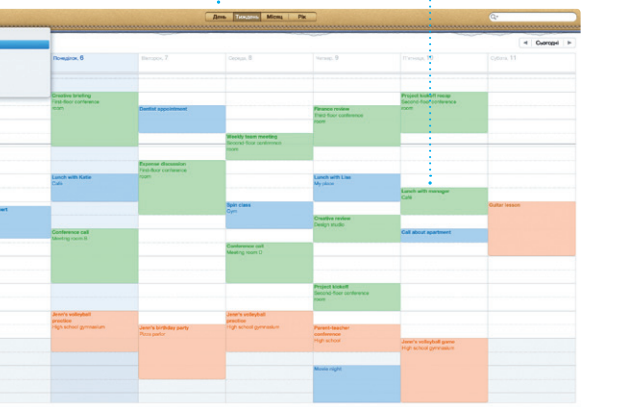 День Тиждень Місяць Рік
Сьогодні
Понеділок, 6
Вівторок, 7
Середа, 8
Четвер, 9
П'ятниця, 10
Субота, 11
Creative briefing
First-floor conference
room
Lunch with Katie
Cafe
Conference call
Meeting room B
Jenn's volleyball
practice
High school gymnasium
Dentist appointment
Expense discussion
First-floor conference
room
Jenn's birthday party
Pizza parlor
Weekly team meeting
Second-floor conference
room
Spin class
Gym
Conference call
Meeting room D
Jenn's volleyball
practice
High school gymnasium
Finance review
Third-floor conference
room
Lunch with Lisa
My place
Creative review
Design studio
Project kickoff
Second-floor conference
room
Parent-teacher
conference
High school
Movie night
Project kickoff recap
Second-floor conference
room
Lunch with manager
Café
Call about apartment
Jenn's volleyball game
High school gymnasium
Guitar lesson